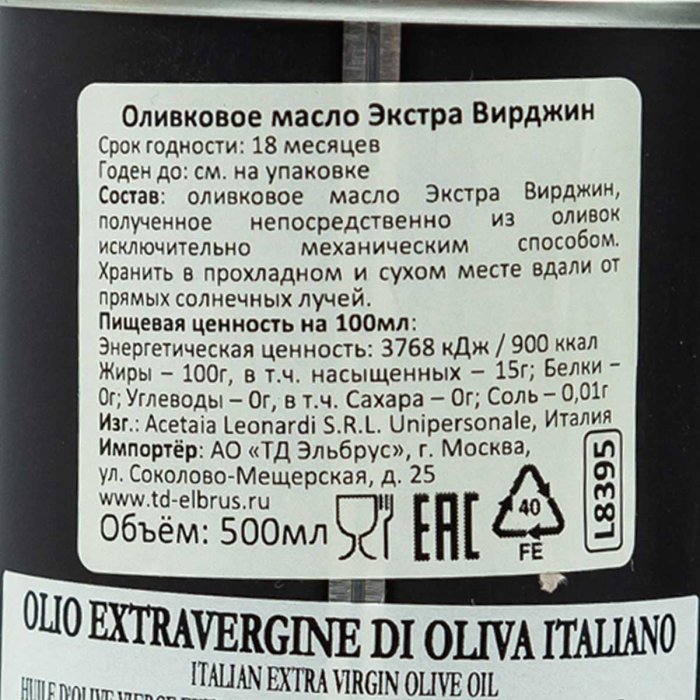 Оливковое масло Экстра Вирджин
Срок годности: 18 месяцев
Годен до: см. на упаковке
Состав: оливковое масло Экстра Вирджин,
полученное непосредственно из оливок
исключительно механическим способом.
Хранить в прохладном и сухом месте вдали от
прямых солнечных лучей.
Пищевая ценность на 100мл:
Энергетическая ценность: 3768 кДж / 900 ккал
Жиры – 100г, в т.ч. насыщенных – 15г; Белки –
0г; Углеводы – 0г, в т.ч. Сахара – 0г; Соль – 0,01г
Изг.: Acetaia Leonardi S.R.L. Unipersonale, Италия
Импортёр: АО «ТД Эльбрус», г. Москва,
ул. Соколово-Мещерская, д. 25
www.td-elbrus.ru
Объём: 500мл
EAC
40
FE
L8395
OLIO EXTRAVERGINE DI OLIVA ITALIANO
ITALIAN EXTRA VIRGIN OLIVE OIL
HUILE D'OLIVE VIERGE